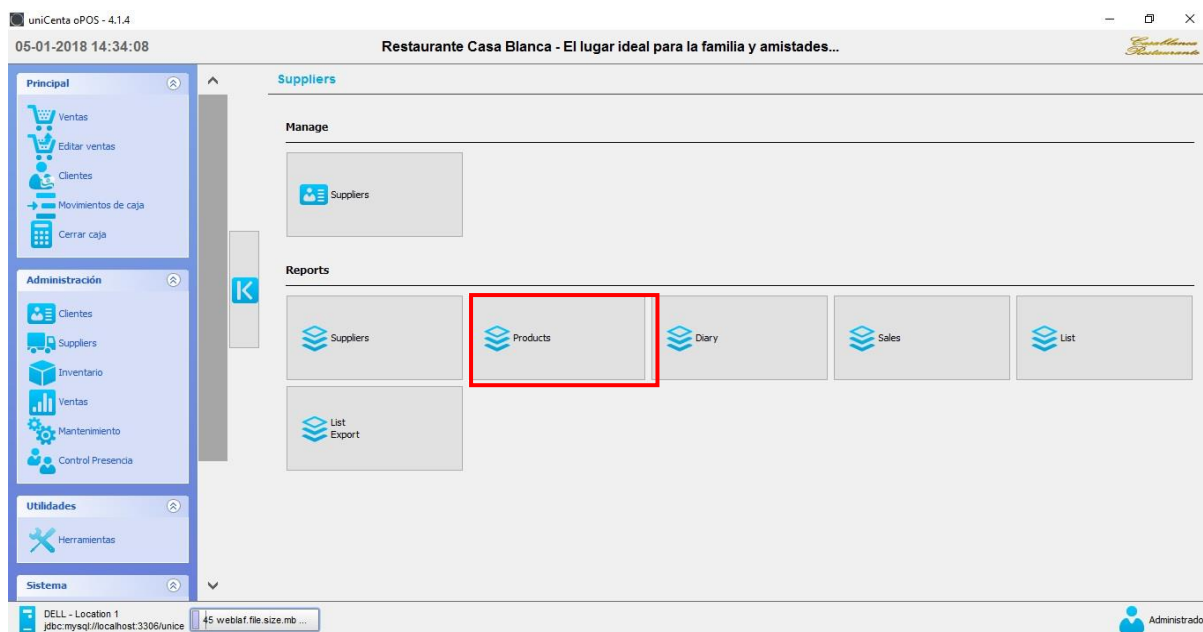 uniCenta oPOS - 4.1.4
05-01-2018 14:34:08
Restaurante Casa Blanca - El lugar ideal para la familia y amistades...
Casablanca
Restaurante
Principal
Ventas
Editar ventas
Clientes
Movimientos de caja
Cerrar caja
Administración
Clientes
Suppliers
Inventario
Ventas
Mantenimiento
Control Presencia
Utilidades
Herramientas
Sistema
Suppliers
Manage
Suppliers
Reports
Suppliers
Products
Diary
Sales
List
List
Export
DELL - Location 1
jdbc:mysql://localhost:3306/unice
45 weblaf.file.size.mb ...
Administrado